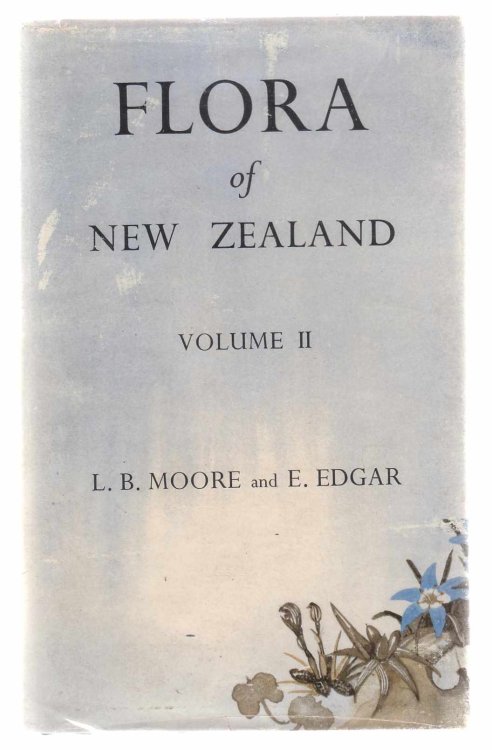 FLORA
of
NEW ZEALAND
VOLUME II
L. B. MOORE and E. EDGAR